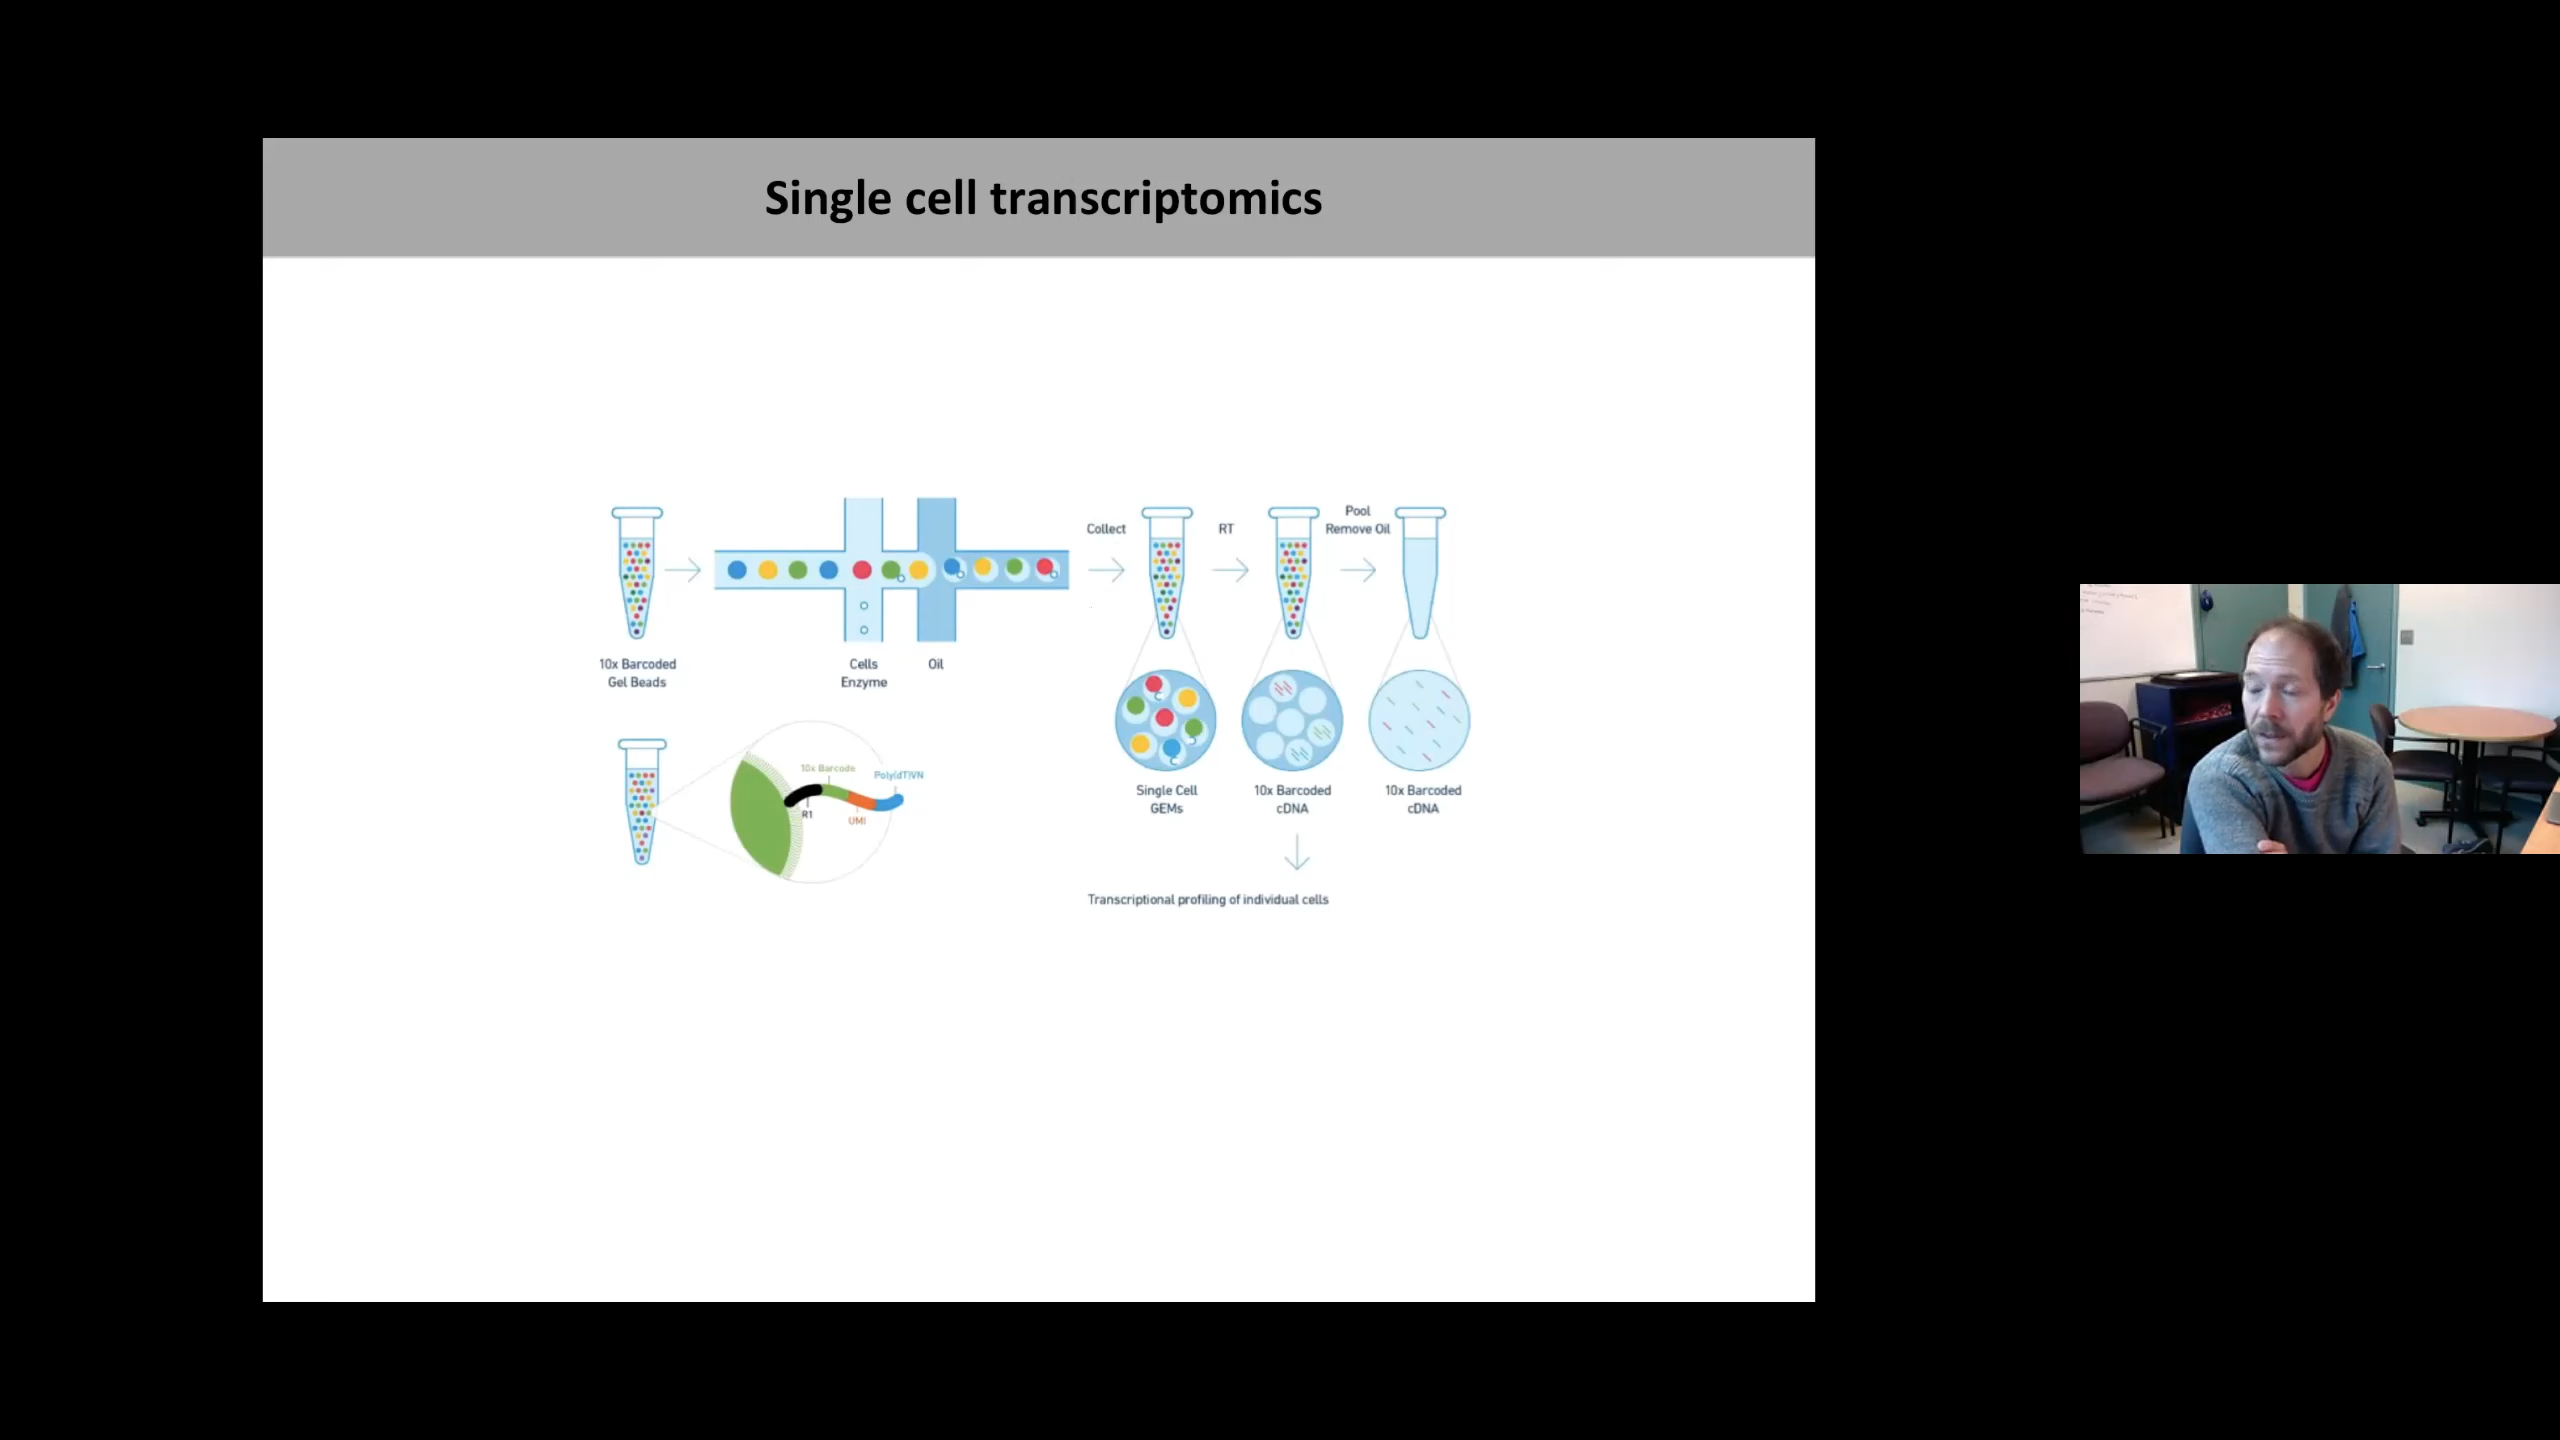 Single cell transcriptomics
Collect
RT
Pool
Remove Oil
10x Barcoded
Gel Beads
Cells
Enzyme
Oil
10x Barcode
Poly(dT)VN
R1
UMI
Single Cell
GEMs
10x Barcoded
cDNA
10x Barcoded
cDNA
Transcriptional profiling of individual cells